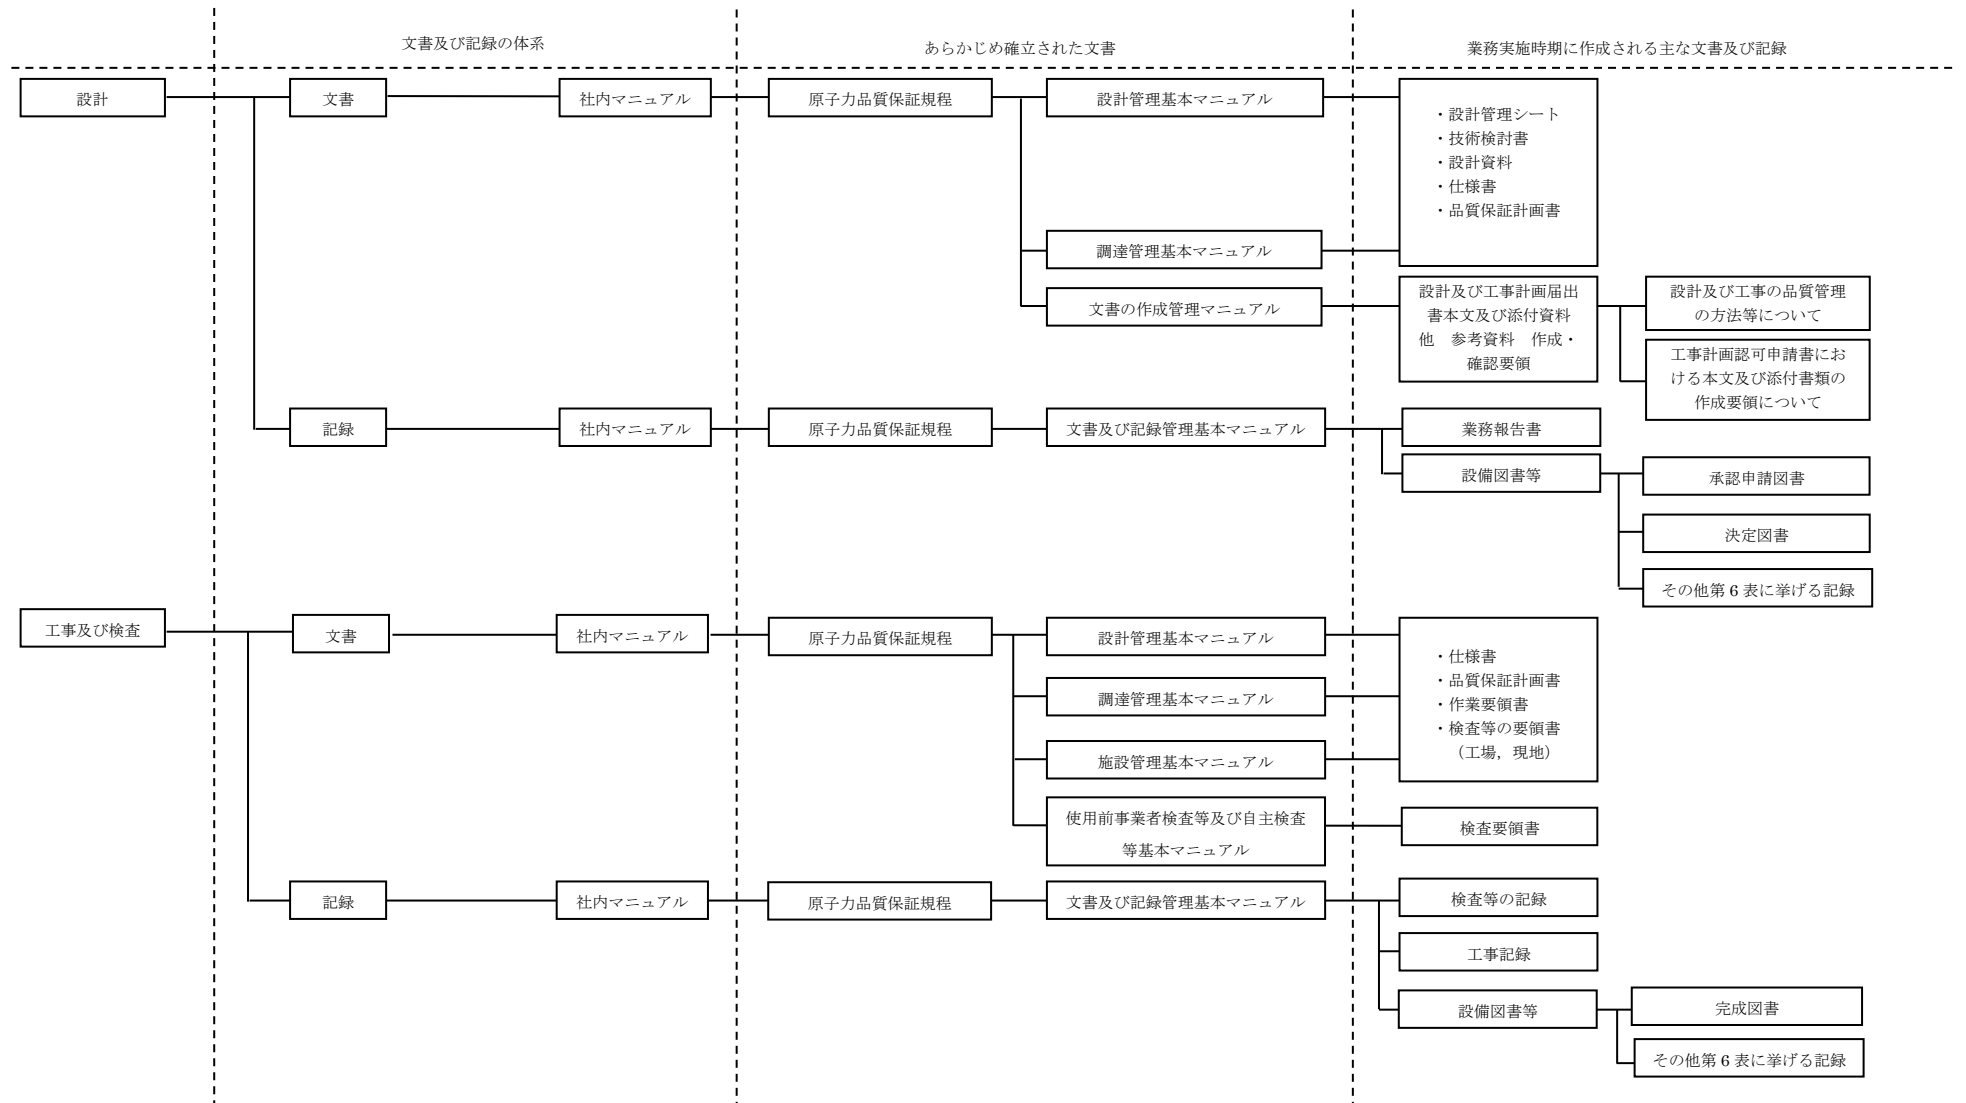 文書及び記録の体系
あらかじめ確立された文書
業務実施時期に作成される主な文書及び記録
設計
文書
社内マニュアル
原子力品質保証規程
設計管理基本マニュアル
・設計管理シート
・技術検討書
・設計資料
・仕様書
・品質保証計画書
調達管理基本マニュアル
文書の作成管理マニュアル
設計及び工事計画届出
書本文及び添付資料
他　参考資料　作成・
確認要領
設計及び工事の品質管理
の方法等について
工事計画認可申請書にお
ける本文及び添付書類の
作成要領について
記録
社内マニュアル
原子力品質保証規程
文書及び記録管理基本マニュアル
業務報告書
設備図書等
承認申請図書
決定図書
その他第 6 表に挙げる記録
工事及び検査
文書
社内マニュアル
原子力品質保証規程
設計管理基本マニュアル
・仕様書
・品質保証計画書
・作業要領書
・検査等の要領書
（工場，現地）
調達管理基本マニュアル
施設管理基本マニュアル
使用前事業者検査等及び自主検査
等基本マニュアル
検査要領書
記録
社内マニュアル
原子力品質保証規程
文書及び記録管理基本マニュアル
検査等の記録
工事記録
設備図書等
完成図書
その他第 6 表に挙げる記録